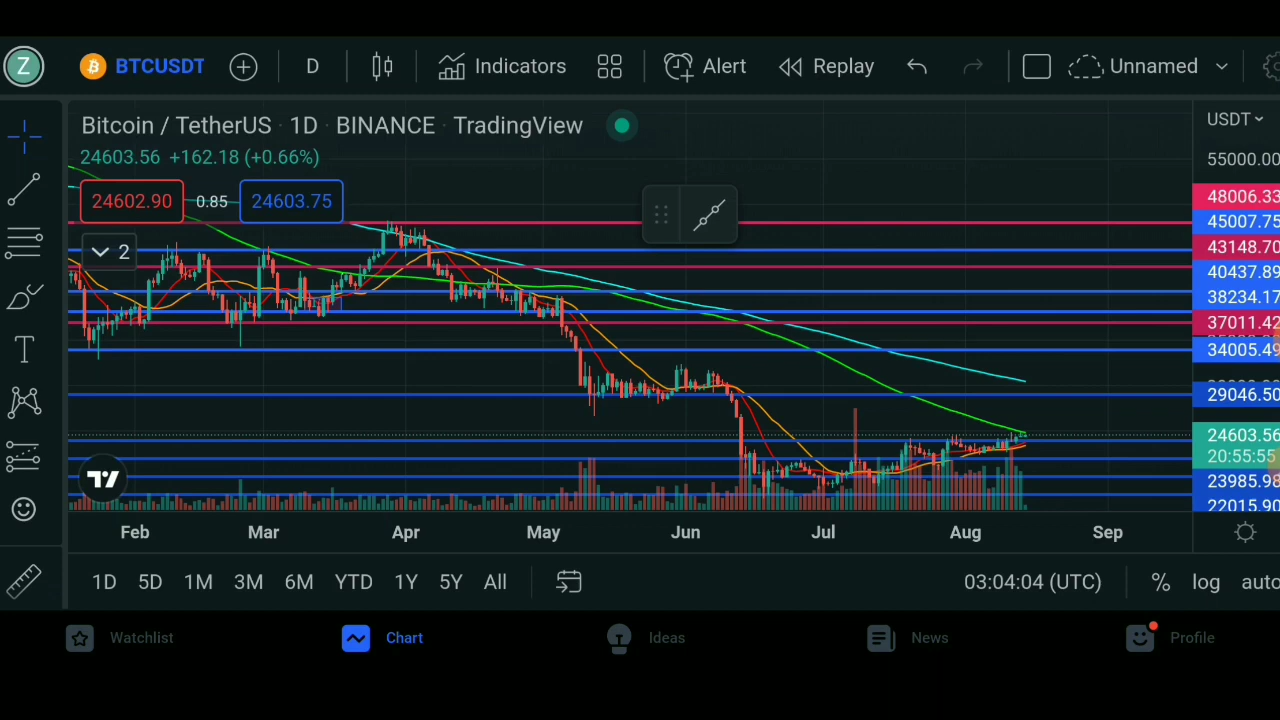 Z BTCUSDT D Indicators Alert Replay Unnamed
Bitcoin / TetherUS · 1D · BINANCE · TradingView
USDT
24603.56 +162.18 (+0.66%)
55000.00
24602.90 0.85 24603.75
48006.33
45007.75
2
43148.70
40437.89
38234.17
37011.42
34005.49
29046.50
24603.56
20:55:55
23985.98
22015.90
Feb Mar Apr May Jun Jul Aug Sep
1D 5D 1M 3M 6M YTD 1Y 5Y All 03:04:04 (UTC) % log auto
Watchlist Chart Ideas News Profile